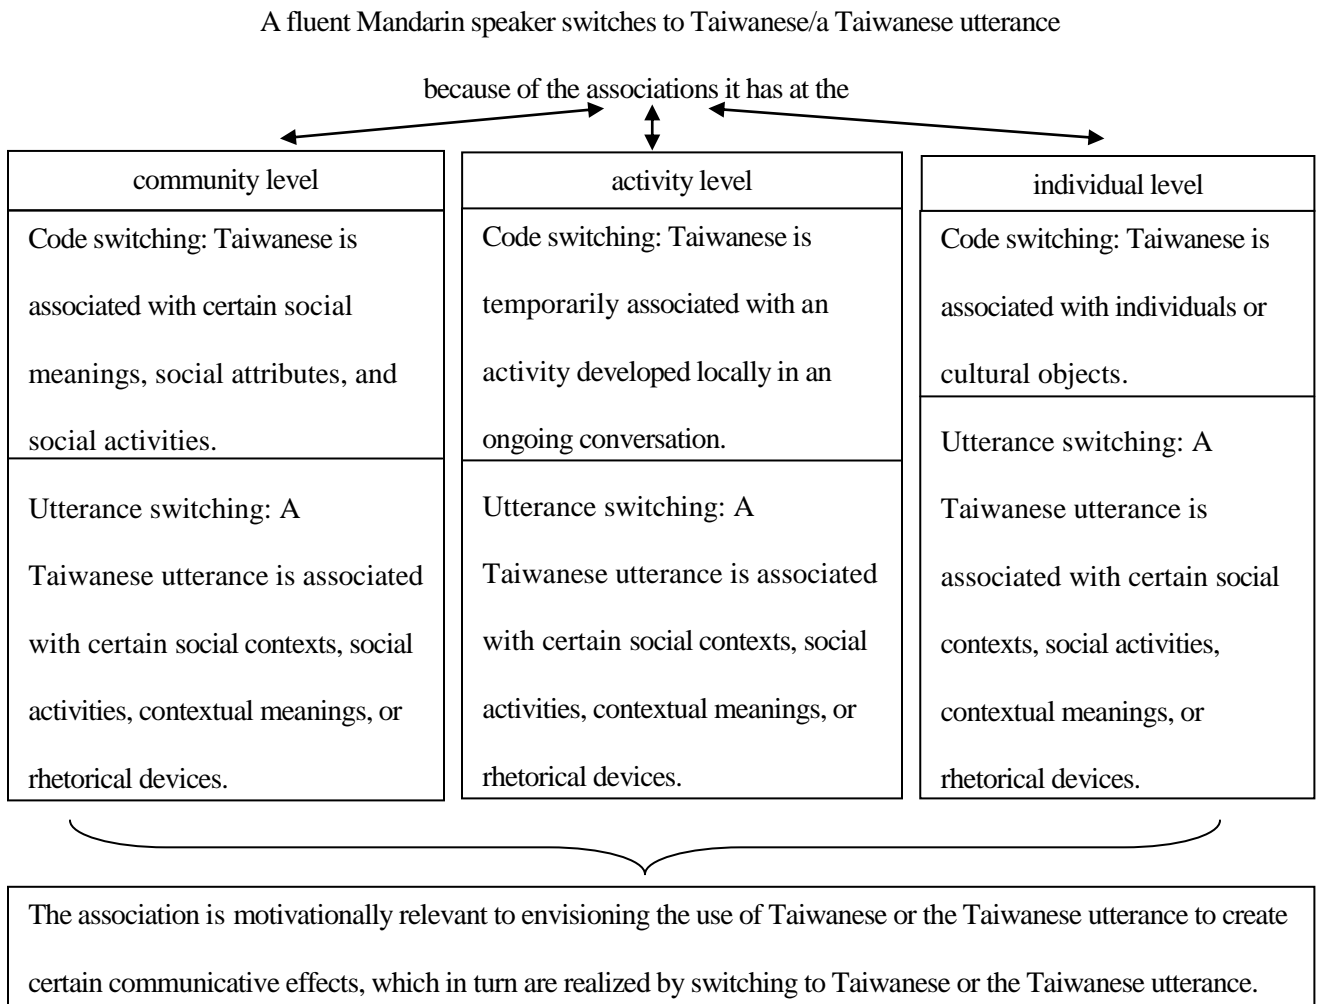 A fluent Mandarin speaker switches to Taiwanese/a Taiwanese utterance
because of the associations it has at the
community level
Code switching: Taiwanese is
associated with certain social
meanings, social attributes, and
social activities.
Utterance switching: A
Taiwanese utterance is associated
with certain social contexts, social
activities, contextual meanings, or
rhetorical devices.
activity level
Code switching: Taiwanese is
temporarily associated with an
activity developed locally in an
ongoing conversation.
Utterance switching: A
Taiwanese utterance is associated
with certain social contexts, social
activities, contextual meanings, or
rhetorical devices.
individual level
Code switching: Taiwanese is
associated with individuals or
cultural objects.
Utterance switching: A
Taiwanese utterance is
associated with certain social
contexts, social activities,
contextual meanings, or
rhetorical devices.
The association is motivationally relevant to envisioning the use of Taiwanese or the Taiwanese utterance to create
certain communicative effects, which in turn are realized by switching to Taiwanese or the Taiwanese utterance.